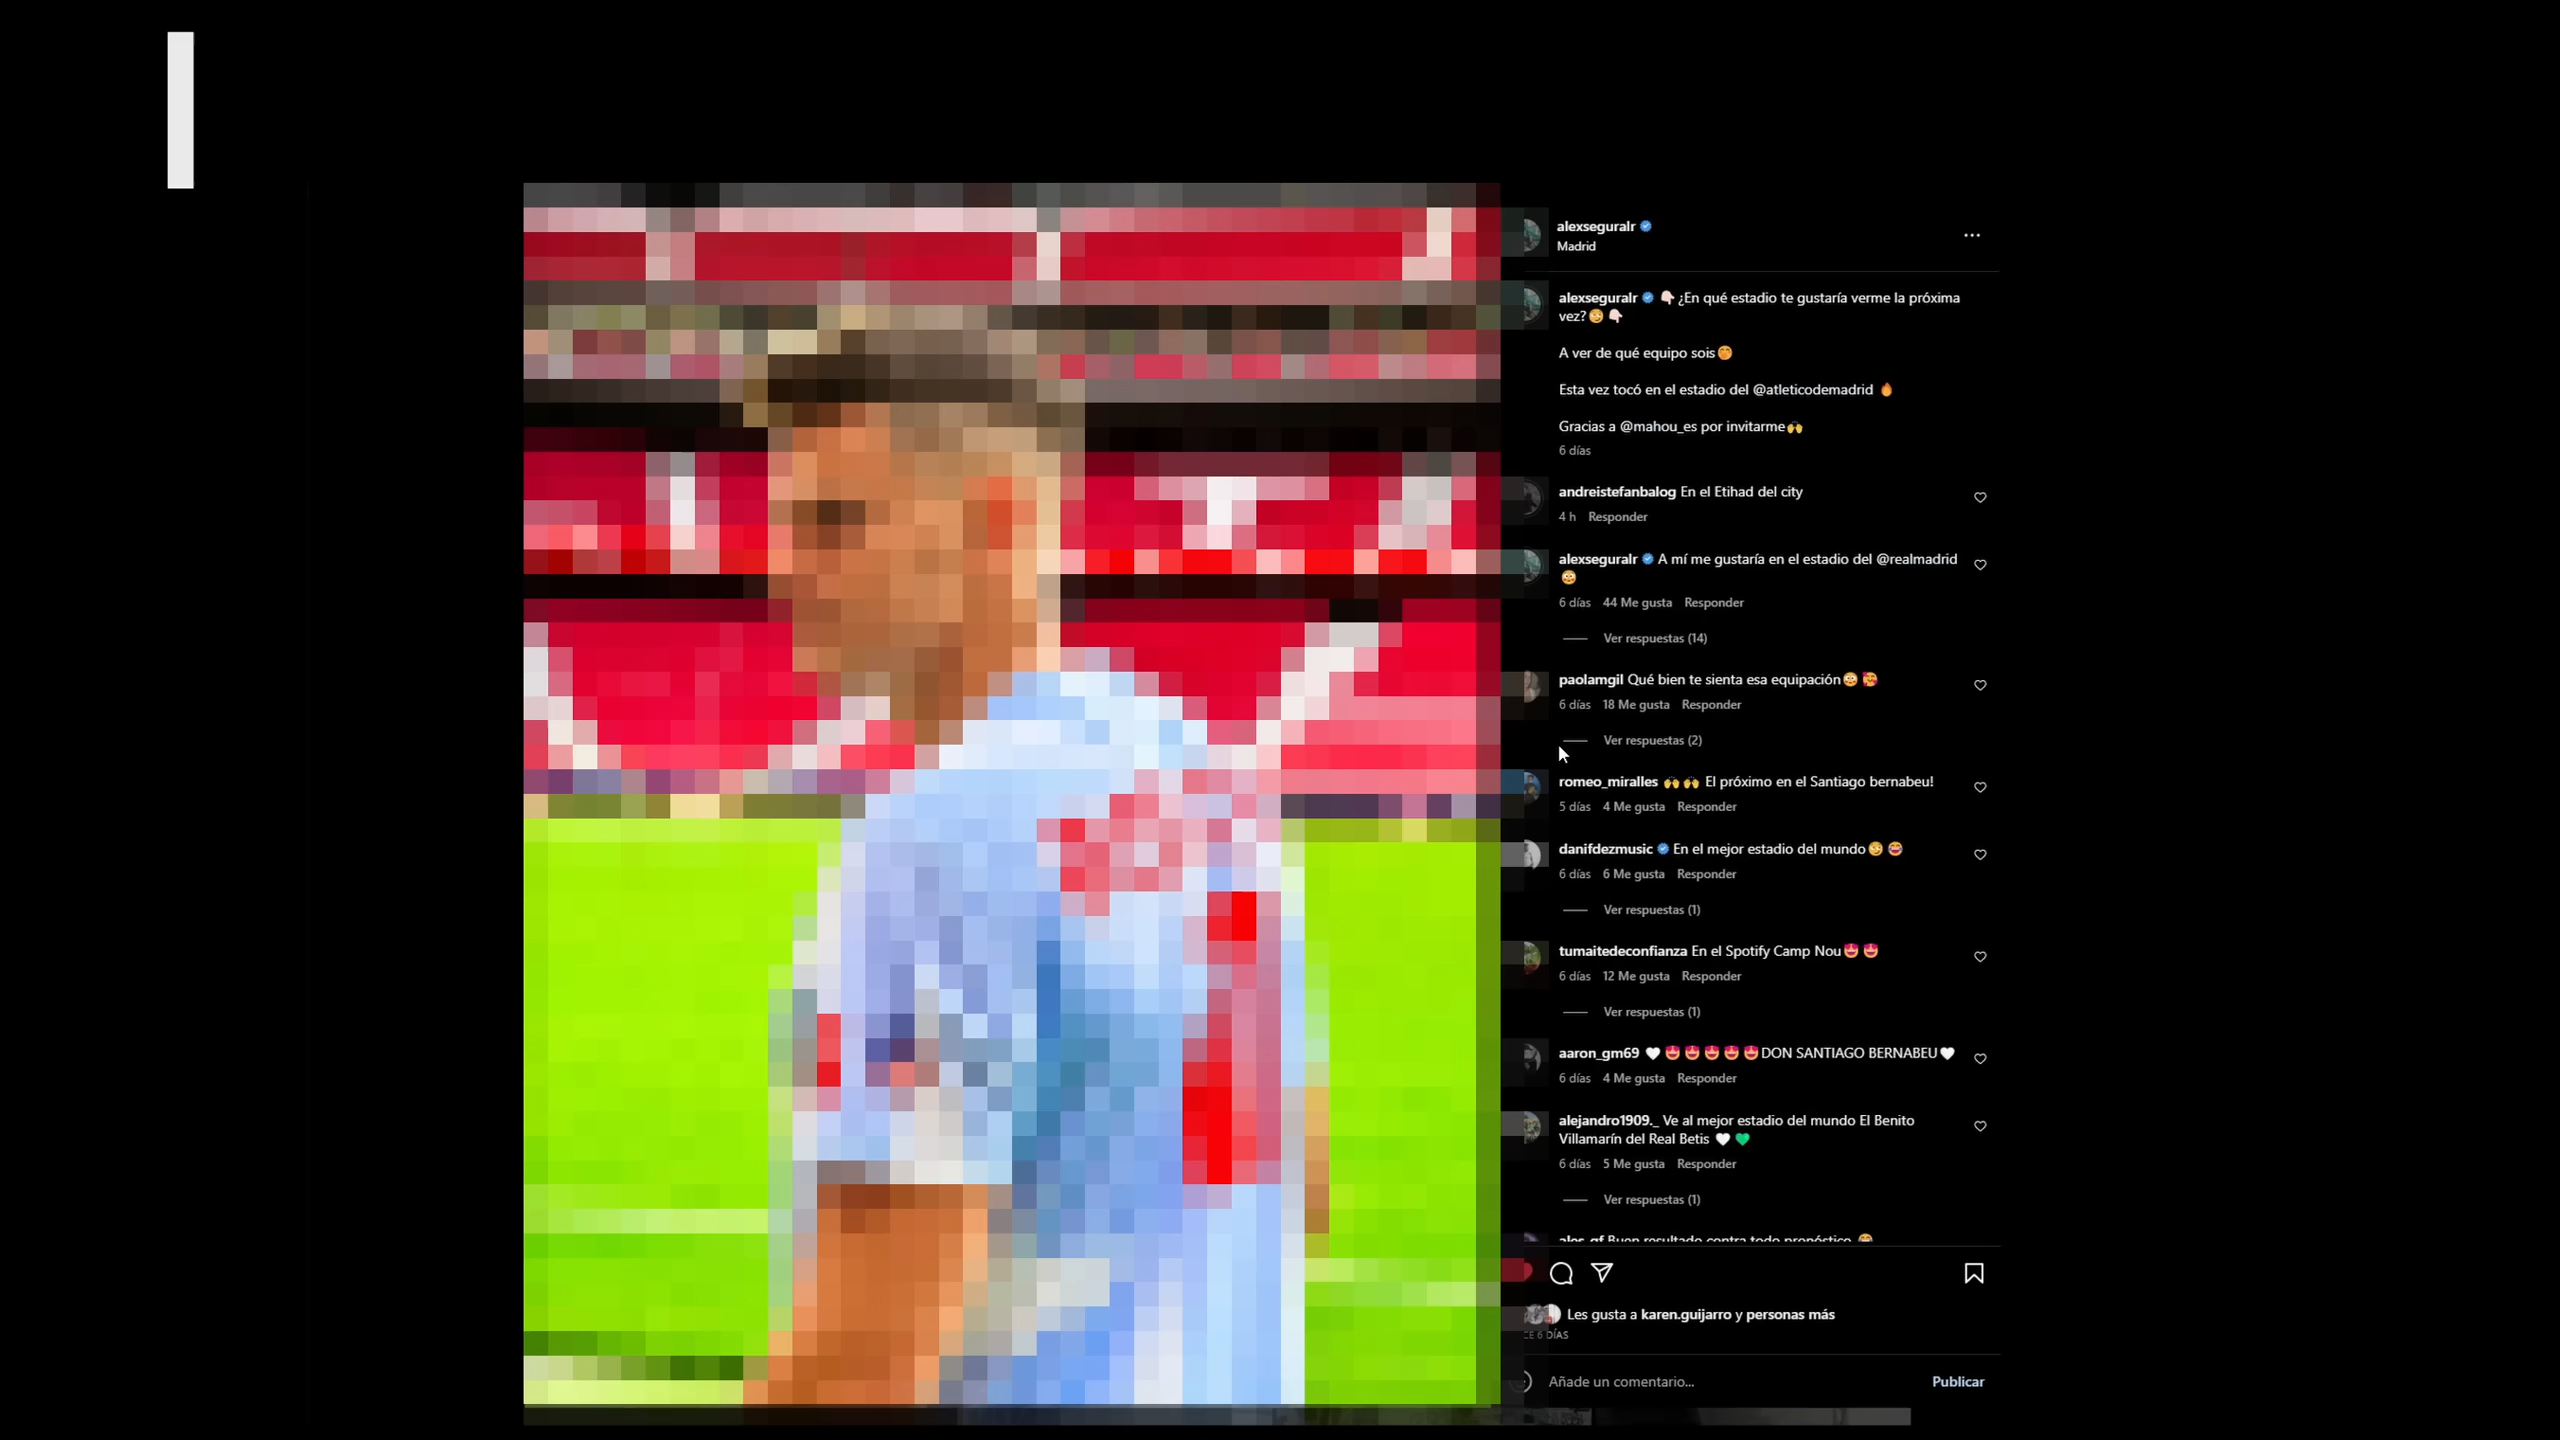 alexseguralr
Madrid
alexseguralr 👇🏻¿En qué estadio te gustaría verme la próxima
vez?😏👇🏻
A ver de qué equipo sois🤭
Esta vez tocó en el estadio del @atleticodemadrid 🔥
Gracias a @mahou_es por invitarme🙌
6 días
andreistefanbalog En el Etihad del city
4 h Responder
alexseguralr A mí me gustaría en el estadio del @realmadrid
😳
6 días 44 Me gusta Responder
Ver respuestas (14)
paolamgil Qué bien te sienta esa equipación😳🥰
6 días 18 Me gusta Responder
Ver respuestas (2)
romeo_miralles 🙌🙌 El próximo en el Santiago bernabeu!
5 días 4 Me gusta Responder
danifdezmusic En el mejor estadio del mundo😏😂
6 días 6 Me gusta Responder
Ver respuestas (1)
tumaitedeconfianza En el Spotify Camp Nou😍😍
6 días 12 Me gusta Responder
Ver respuestas (1)
aaron_gm69 🤍😍😍😍😍😍DON SANTIAGO BERNABEU🤍
6 días 4 Me gusta Responder
alejandro1909._ Ve al mejor estadio del mundo El Benito
Villamarín del Real Betis 🤍💚
6 días 5 Me gusta Responder
Ver respuestas (1)
Buen resultado contra todo pronóstico
Les gusta a karen.guijarro y personas más
6 DÍAS
Añade un comentario...
Publicar